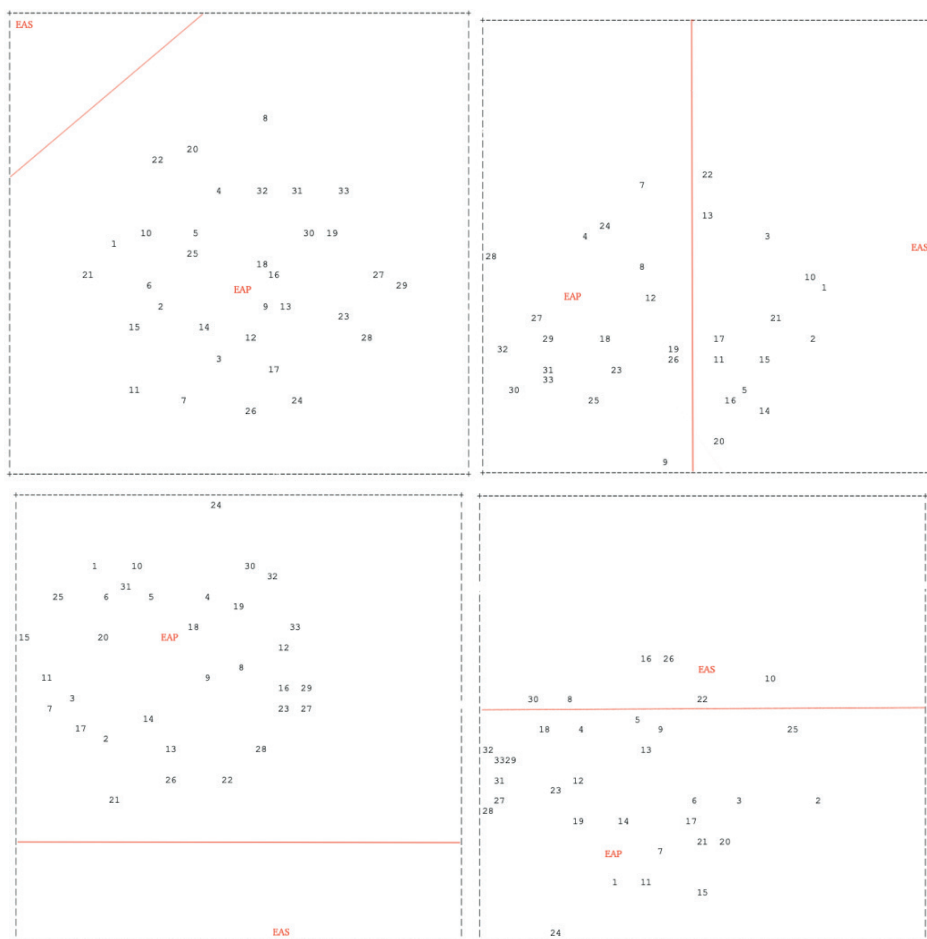 EAS
8
20
22
4 32 31 33
10 5 30 19
1
25
18
21 16 27
6 29
EAP
2 9 13
23
15 14
12 28
3
17
11
7 24
26
22
7
13
24
4 3
EAS
28
8
10
1
EAP 12
27 21
29 18 17 2
32 19
26 11 15
31 23
33
30 5
25 16
14
20
9
24
1 10 30
32
31
25 6 5 4
19
18 33
15 20 EAP
12
8
11 9
16 29
3
7 23 27
14
17
2
13 28
26 22
21
EAS
16 26
EAS
10
30 8 22
5
18 4 9 25
32 13
3329
31 12
23
27 6 3 2
28
19 14 17
21 20
EAP 7
1 11
15
24